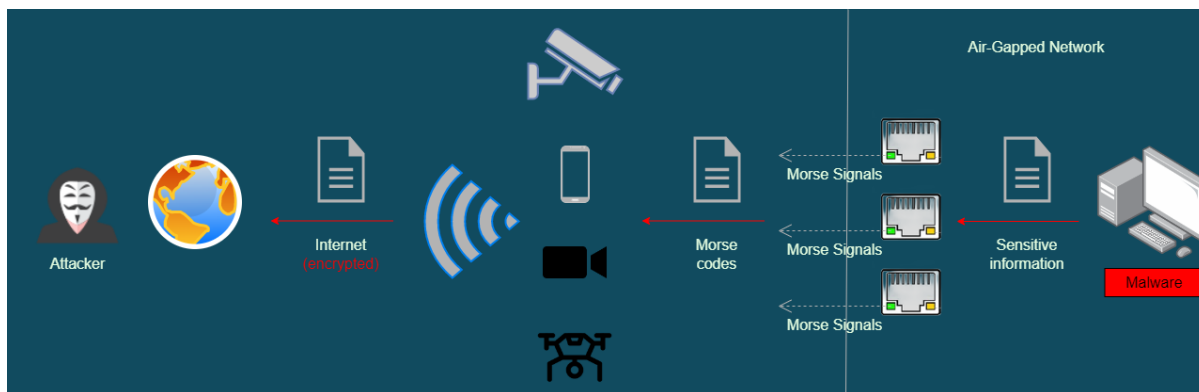 Air-Gapped Network
Morse Signals
Morse Signals
Morse Signals
Attacker
Internet
(encrypted)
Morse
codes
Sensitive
information
Malware